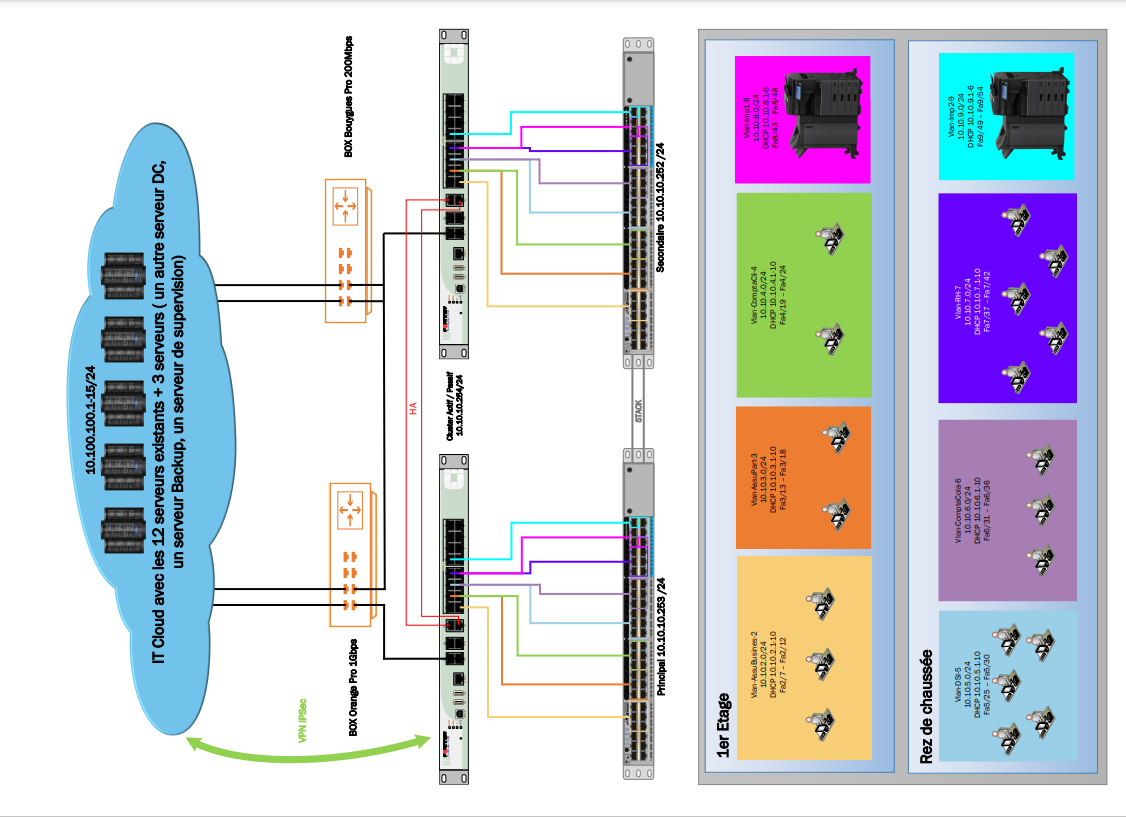 10.100.100.1-15/24
IT Cloud avec les 12 serveurs existants + 3 serveurs ( un autre serveur DC,
un serveur Backup, un serveur de supervision)
VPN IPSec
BOX Orange Pro 1Gbps
BOX Bouygues Pro 200Mbps
HA
Cluster Actif / Passif
10.10.10.254/24
Principal 10.10.10.253 /24
STACK
Secondaire 10.10.10.252 /24
1er Etage
Vlan-AssuBusines-2
10.10.2.0/24
DHCP 10.10.2.1-10
Fa2/7 – Fa2/12
Vlan-AssuPart-3
10.10.3.0/24
DHCP 10.10.3.1-10
Fa3/13 – Fa3/18
Vlan-ComptaCli-4
10.10.4.0/24
DHCP 10.10.4.1-10
Fa4/19 – Fa4/24
Vlan-Imp1-8
10.10.8.0/24
DHCP 10.10.8.1-6
Fa8/43 – Fa8/48
Rez de chaussée
Vlan-DSI-5
10.10.5.0/24
DHCP 10.10.5.1-10
Fa5/25 – Fa5/30
Vlan-ComptaCola-6
10.10.6.0/24
DHCP 10.10.6.1-10
Fa6/31 – Fa6/36
Vlan-RH-7
10.10.7.0/24
DHCP 10.10.7.1-10
Fa7/37 – Fa7/42
Vlan-Imp2-9
10.10.9.0/24
DHCP 10.10.9.1-6
Fa9/49 – Fa9/54